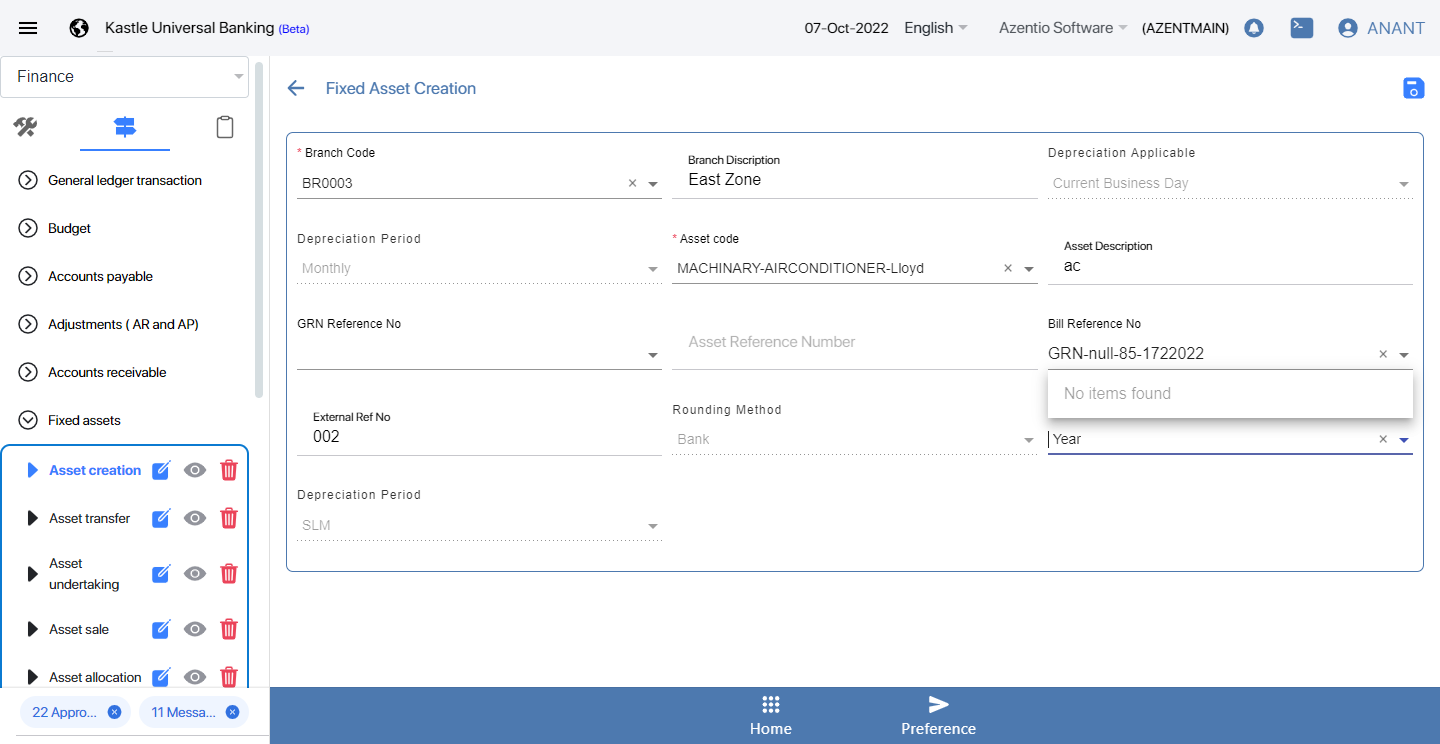 Kastle Universal Banking (Beta)
07-Oct-2022
English
Azentio Software
(AZENTMAIN)
ANANT
Finance
General ledger transaction
Budget
Accounts payable
Adjustments ( AR and AP)
Accounts receivable
Fixed assets
Asset creation
Asset transfer
Asset
undertaking
Asset sale
Asset allocation
22 Appro...
11 Messa...
Fixed Asset Creation
* Branch Code
BR0003
Branch Discription
East Zone
Depreciation Applicable
Current Business Day
Depreciation Period
Monthly
* Asset code
MACHINARY-AIRCONDITIONER-Lloyd
Asset Description
ac
GRN Reference No
Asset Reference Number
Bill Reference No
GRN-null-85-1722022
No items found
External Ref No
002
Rounding Method
Bank
Year
Depreciation Period
SLM
Home
Preference